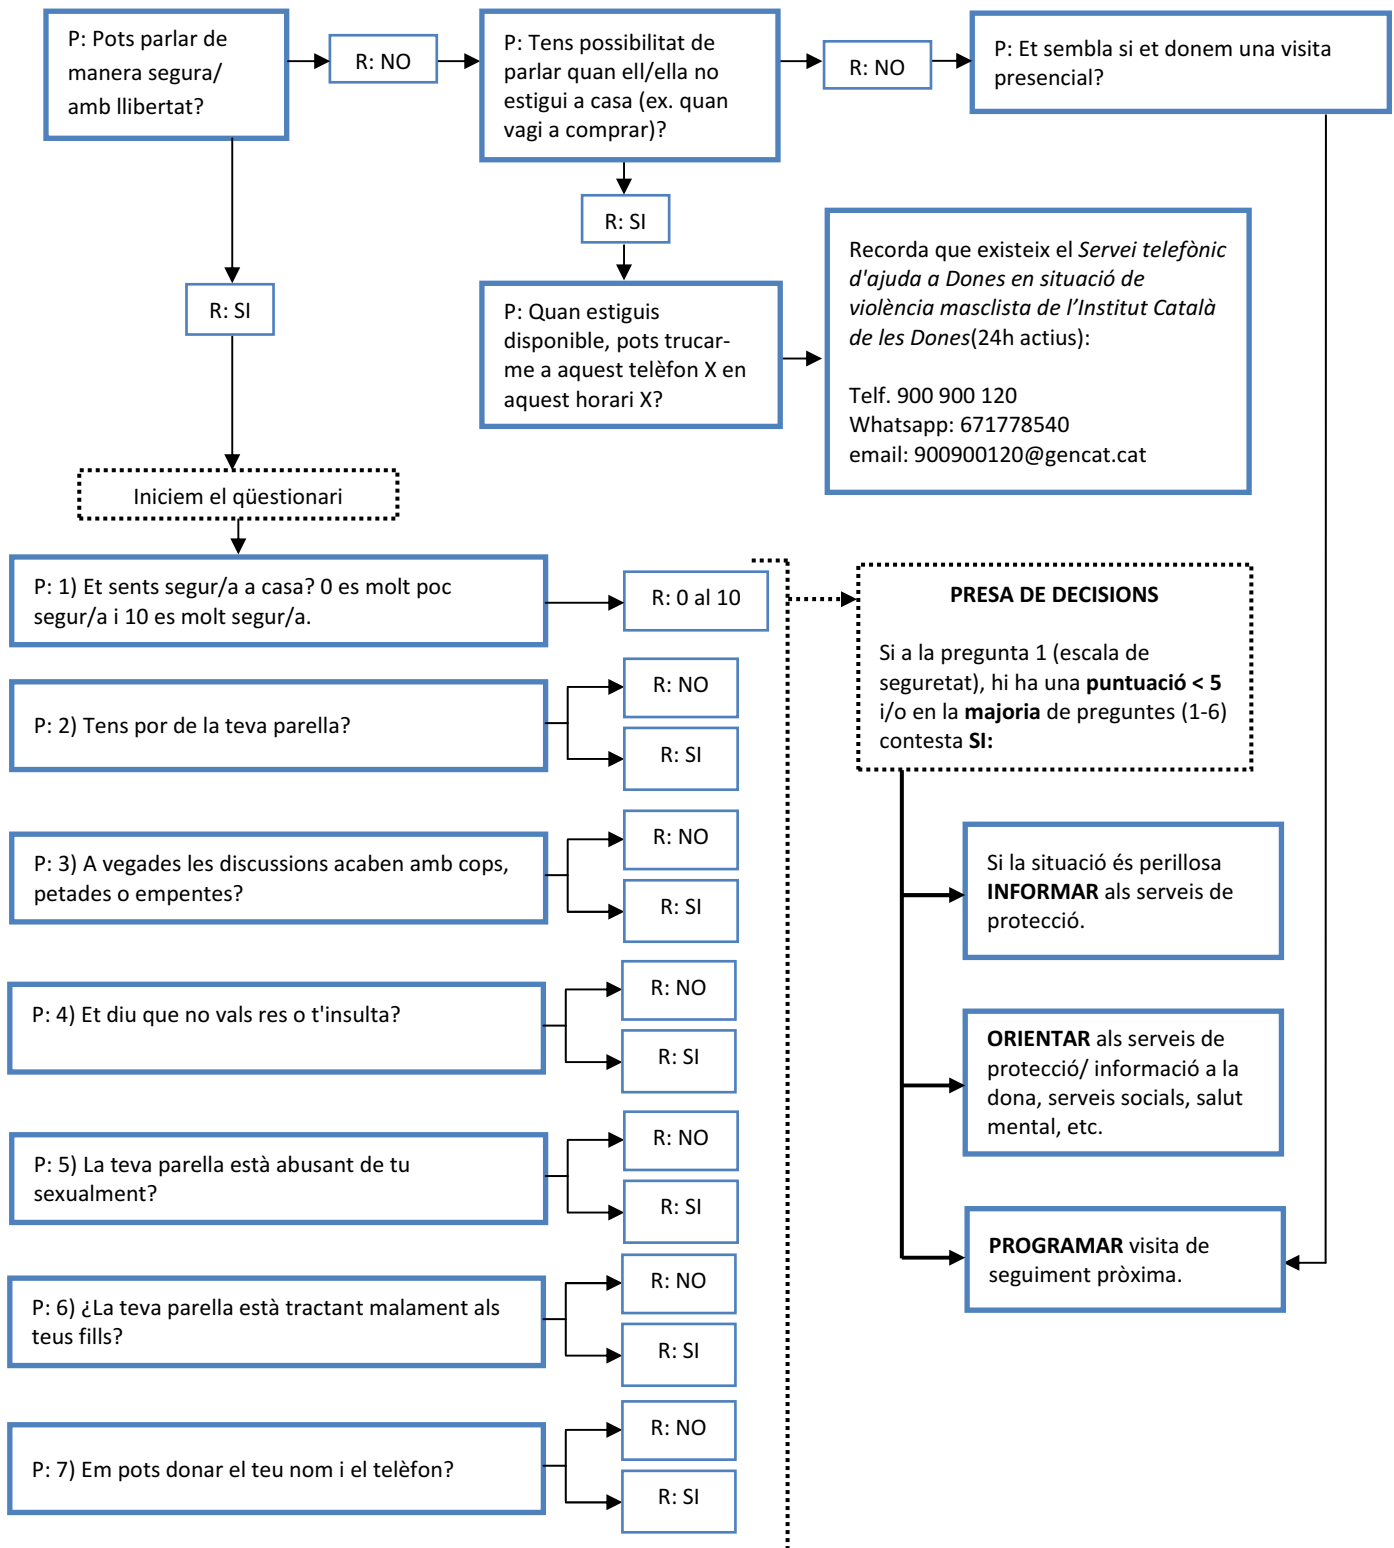 P: Pots parlar de
manera segura/
amb llibertat?
R: NO
P: Tens possibilitat de
parlar quan ell/ella no
estigui a casa (ex. quan
vagi a comprar)?
R: NO
P: Et sembla si et donem una visita
presencial?
R: SI
R: SI
P: Quan estiguis
disponible, pots trucar-
me a aquest telèfon X en
aquest horari X?
Recorda que existeix el Servei telefònic
d'ajuda a Dones en situació de
violència masclista de l’Institut Català
de les Dones(24h actius):
Telf. 900 900 120
Whatsapp: 671778540
email: 900900120@gencat.cat
Iniciem el qüestionari
P: 1) Et sents segur/a a casa? 0 es molt poc
segur/a i 10 es molt segur/a.
R: 0 al 10
P: 2) Tens por de la teva parella?
R: NO
R: SI
P: 3) A vegades les discussions acaben amb cops,
petades o empentes?
R: NO
R: SI
P: 4) Et diu que no vals res o t'insulta?
R: NO
R: SI
P: 5) La teva parella està abusant de tu
sexualment?
R: NO
R: SI
P: 6) ¿La teva parella està tractant malament als
teus fills?
R: NO
R: SI
P: 7) Em pots donar el teu nom i el telèfon?
R: NO
R: SI
PRESA DE DECISIONS
Si a la pregunta 1 (escala de
seguretat), hi ha una puntuació < 5
i/o en la majoria de preguntes (1-6)
contesta SI:
Si la situació és perillosa
INFORMAR als serveis de
protecció.
ORIENTAR als serveis de
protecció/ informació a la
dona, serveis socials, salut
mental, etc.
PROGRAMAR visita de
seguiment pròxima.